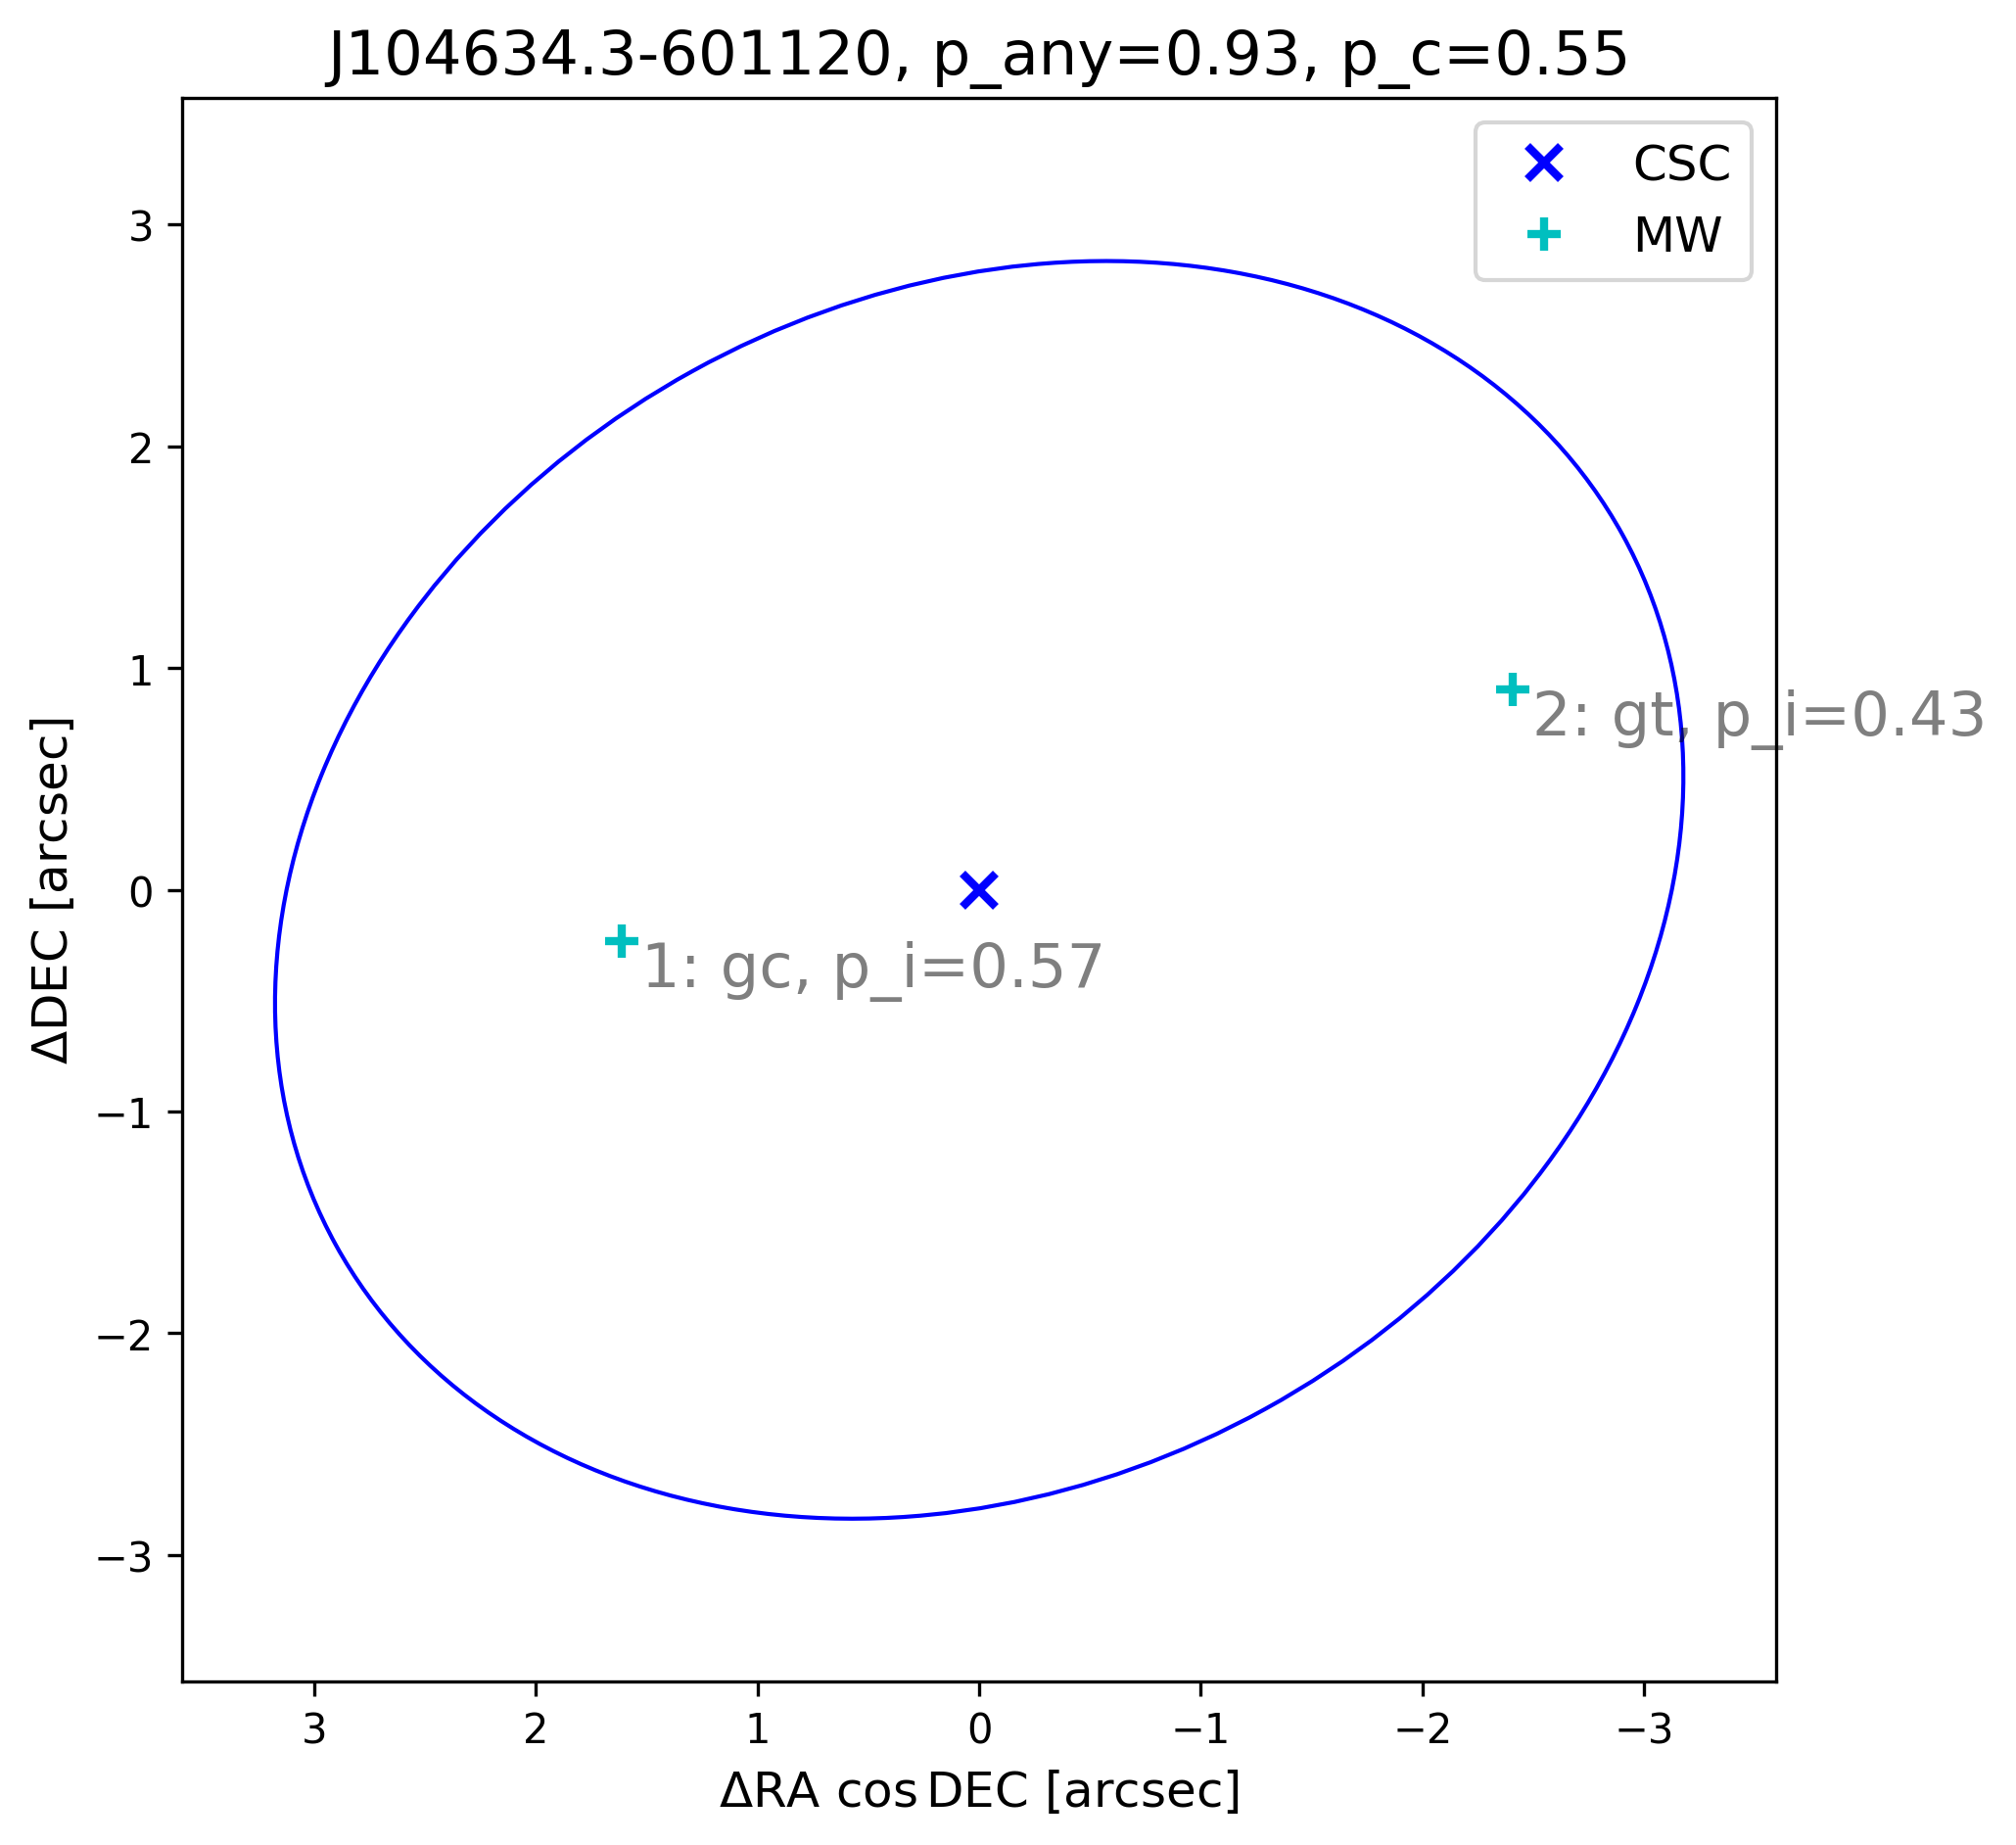 J104634.3-601120, p_any=0.93, p_c=0.55
CSC
MW
3
2
1
0
−1
−2
−3
ΔDEC [arcsec]
2: gt, p_i=0.43
1: gc, p_i=0.57
3 2 1 0 −1 −2 −3
ΔRA cos DEC [arcsec]